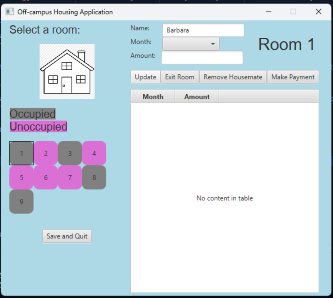 Off-campus Housing Application
Select a room:
Occupied
Unoccupied
1 2 3 4
5 6 7 8
9
Save and Quit
Name: Barbara
Month:
Amount:
Room 1
Update Exit Room Remove Housemate Make Payment
Month Amount
No content in table